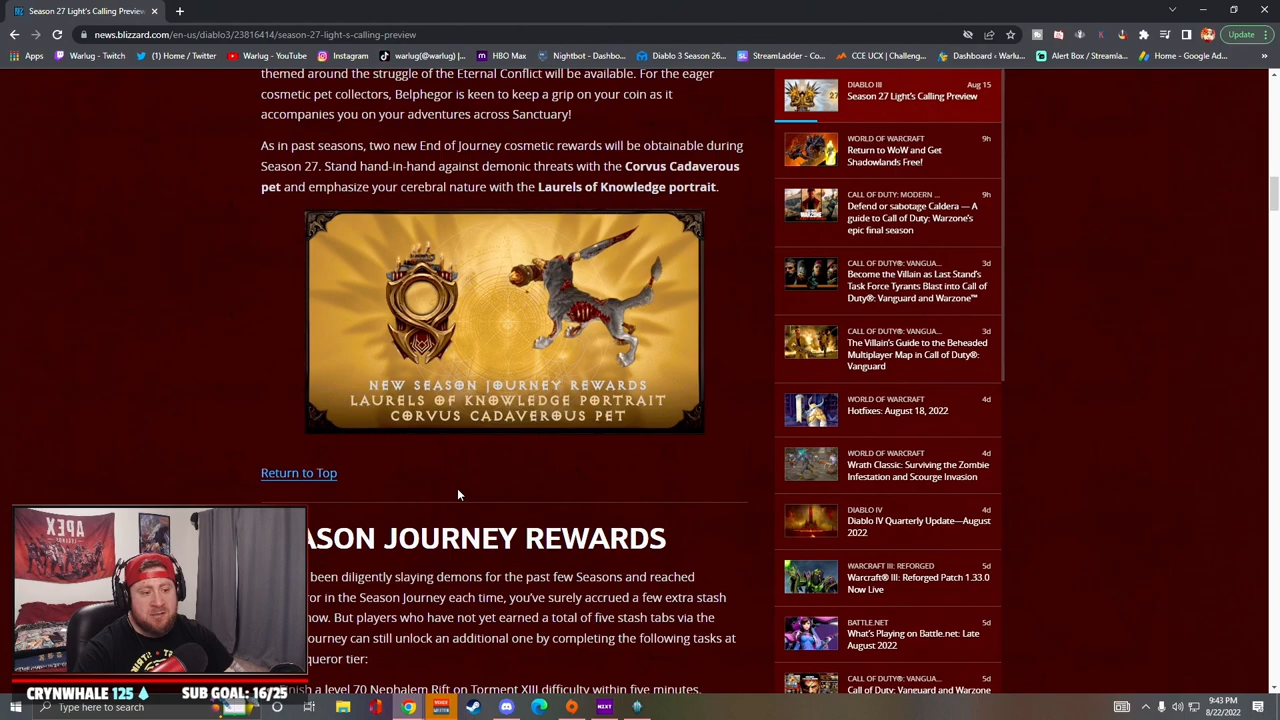 Season 27 Light's Calling Previ
news.blizzard.com/en-us/diablo3/23816414/season-27-light-s-calling-preview
Update
Apps
Twitch
(1) Home / Twitter
Warlug - YouTube
Instagram
warlug(@warlug) |...
HBO Max
Nightbot - Dashbo...
Diablo 3 Season 26...
StreamLadder - Co...
CCE UCX | Challeng...
Dashboard ‹ Warlu...
Alert Box / Streamla...
Home - Google Ad...
themed around the struggle of the Eternal Conflict will be available. For the eager
cosmetic pet collectors, Belphegor is keen to keep a grip on your coin as it
accompanies you on your adventures across Sanctuary!
As in past seasons, two new End of Journey cosmetic rewards will be obtainable during
Season 27. Stand hand-in-hand against demonic threats with the Corvus Cadaverous
pet and emphasize your cerebral nature with the Laurels of Knowledge portrait.
NEW SEASON JOURNEY REWARDS
LAURELS OF KNOWLEDGE PORTRAIT
CORVUS CADAVEROUS PET
Return to Top
ASON JOURNEY REWARDS
been diligently slaying demons for the past few Seasons and reached
or in the Season Journey each time, you've surely accrued a few extra stash
now. But players who have not yet earned a total of five stash tabs via the
ourney can still unlock an additional one by completing the following tasks at
queror tier:
Finish a level 70 Nephalem Rift on Torment XIII difficulty within five minutes.
DIABLO III
Aug 15
Season 27 Light's Calling Preview
WORLD OF WARCRAFT
9h
Return to WoW and Get
Shadowlands Free!
CALL OF DUTY: MODERN ...
9h
Defend or sabotage Caldera — A
guide to Call of Duty: Warzone's
epic final season
CALL OF DUTY®: VANGUA...
3d
Become the Villain as Last Stand's
Task Force Tyrants Blast into Call of
Duty®: Vanguard and Warzone™
CALL OF DUTY®: VANGUA...
3d
The Villain's Guide to the Beheaded
Multiplayer Map in Call of Duty®:
Vanguard
WORLD OF WARCRAFT
4d
Hotfixes: August 18, 2022
WORLD OF WARCRAFT
4d
Wrath Classic: Surviving the Zombie
Infestation and Scourge Invasion
DIABLO IV
4d
Diablo IV Quarterly Update—August
2022
WARCRAFT III: REFORGED
5d
Warcraft® III: Reforged Patch 1.33.0
Now Live
BATTLE.NET
5d
What's Playing on Battle.net: Late
August 2022
CALL OF DUTY®: VANGUA...
5d
Call of Duty: Vanguard and Warzone
APEX
CRYNWHALE 125
SUB GOAL: 16/25
Type here to search
9:43 PM
8/22/2022